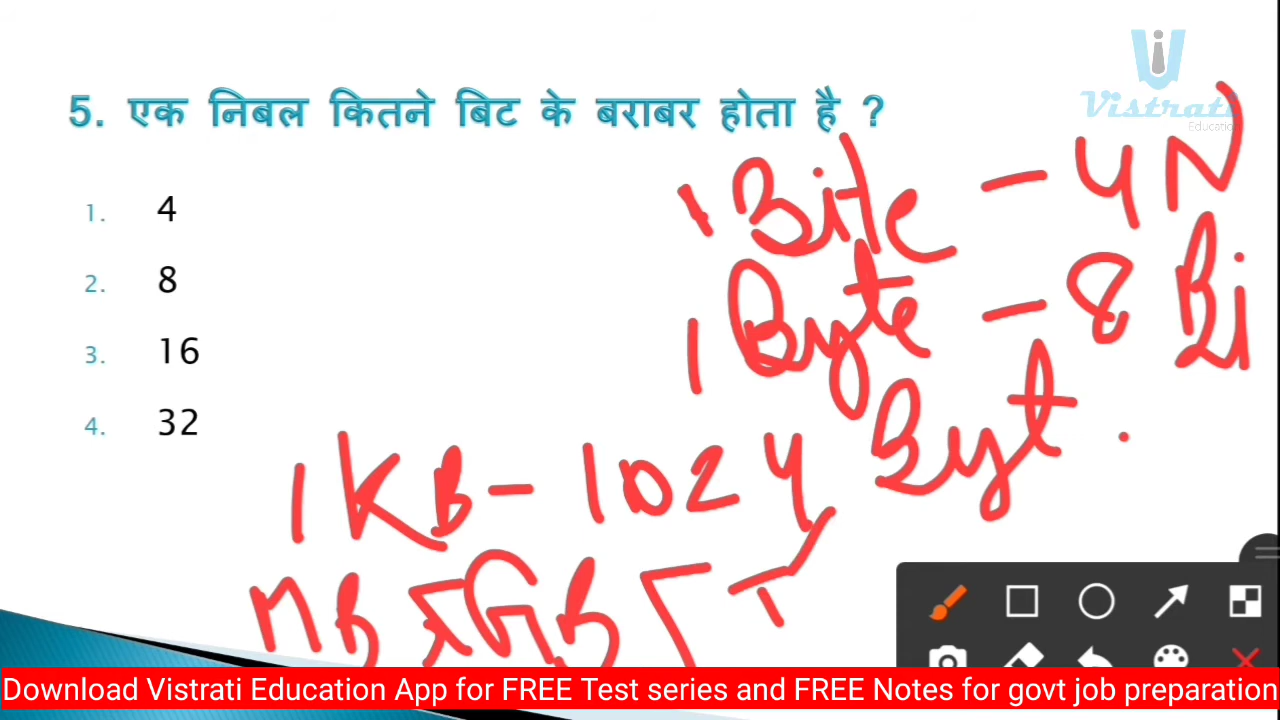 Vistrati
Education
5. एक निबल कितने बिट के बराबर होता है ?
1. 4
2. 8
3. 16
4. 32
1 Bite - 4 N
1 Byte - 8 Bi
1 KB - 1024 Byt
MB GB T
Download Vistrati Education App for FREE Test series and FREE Notes for govt job preparation